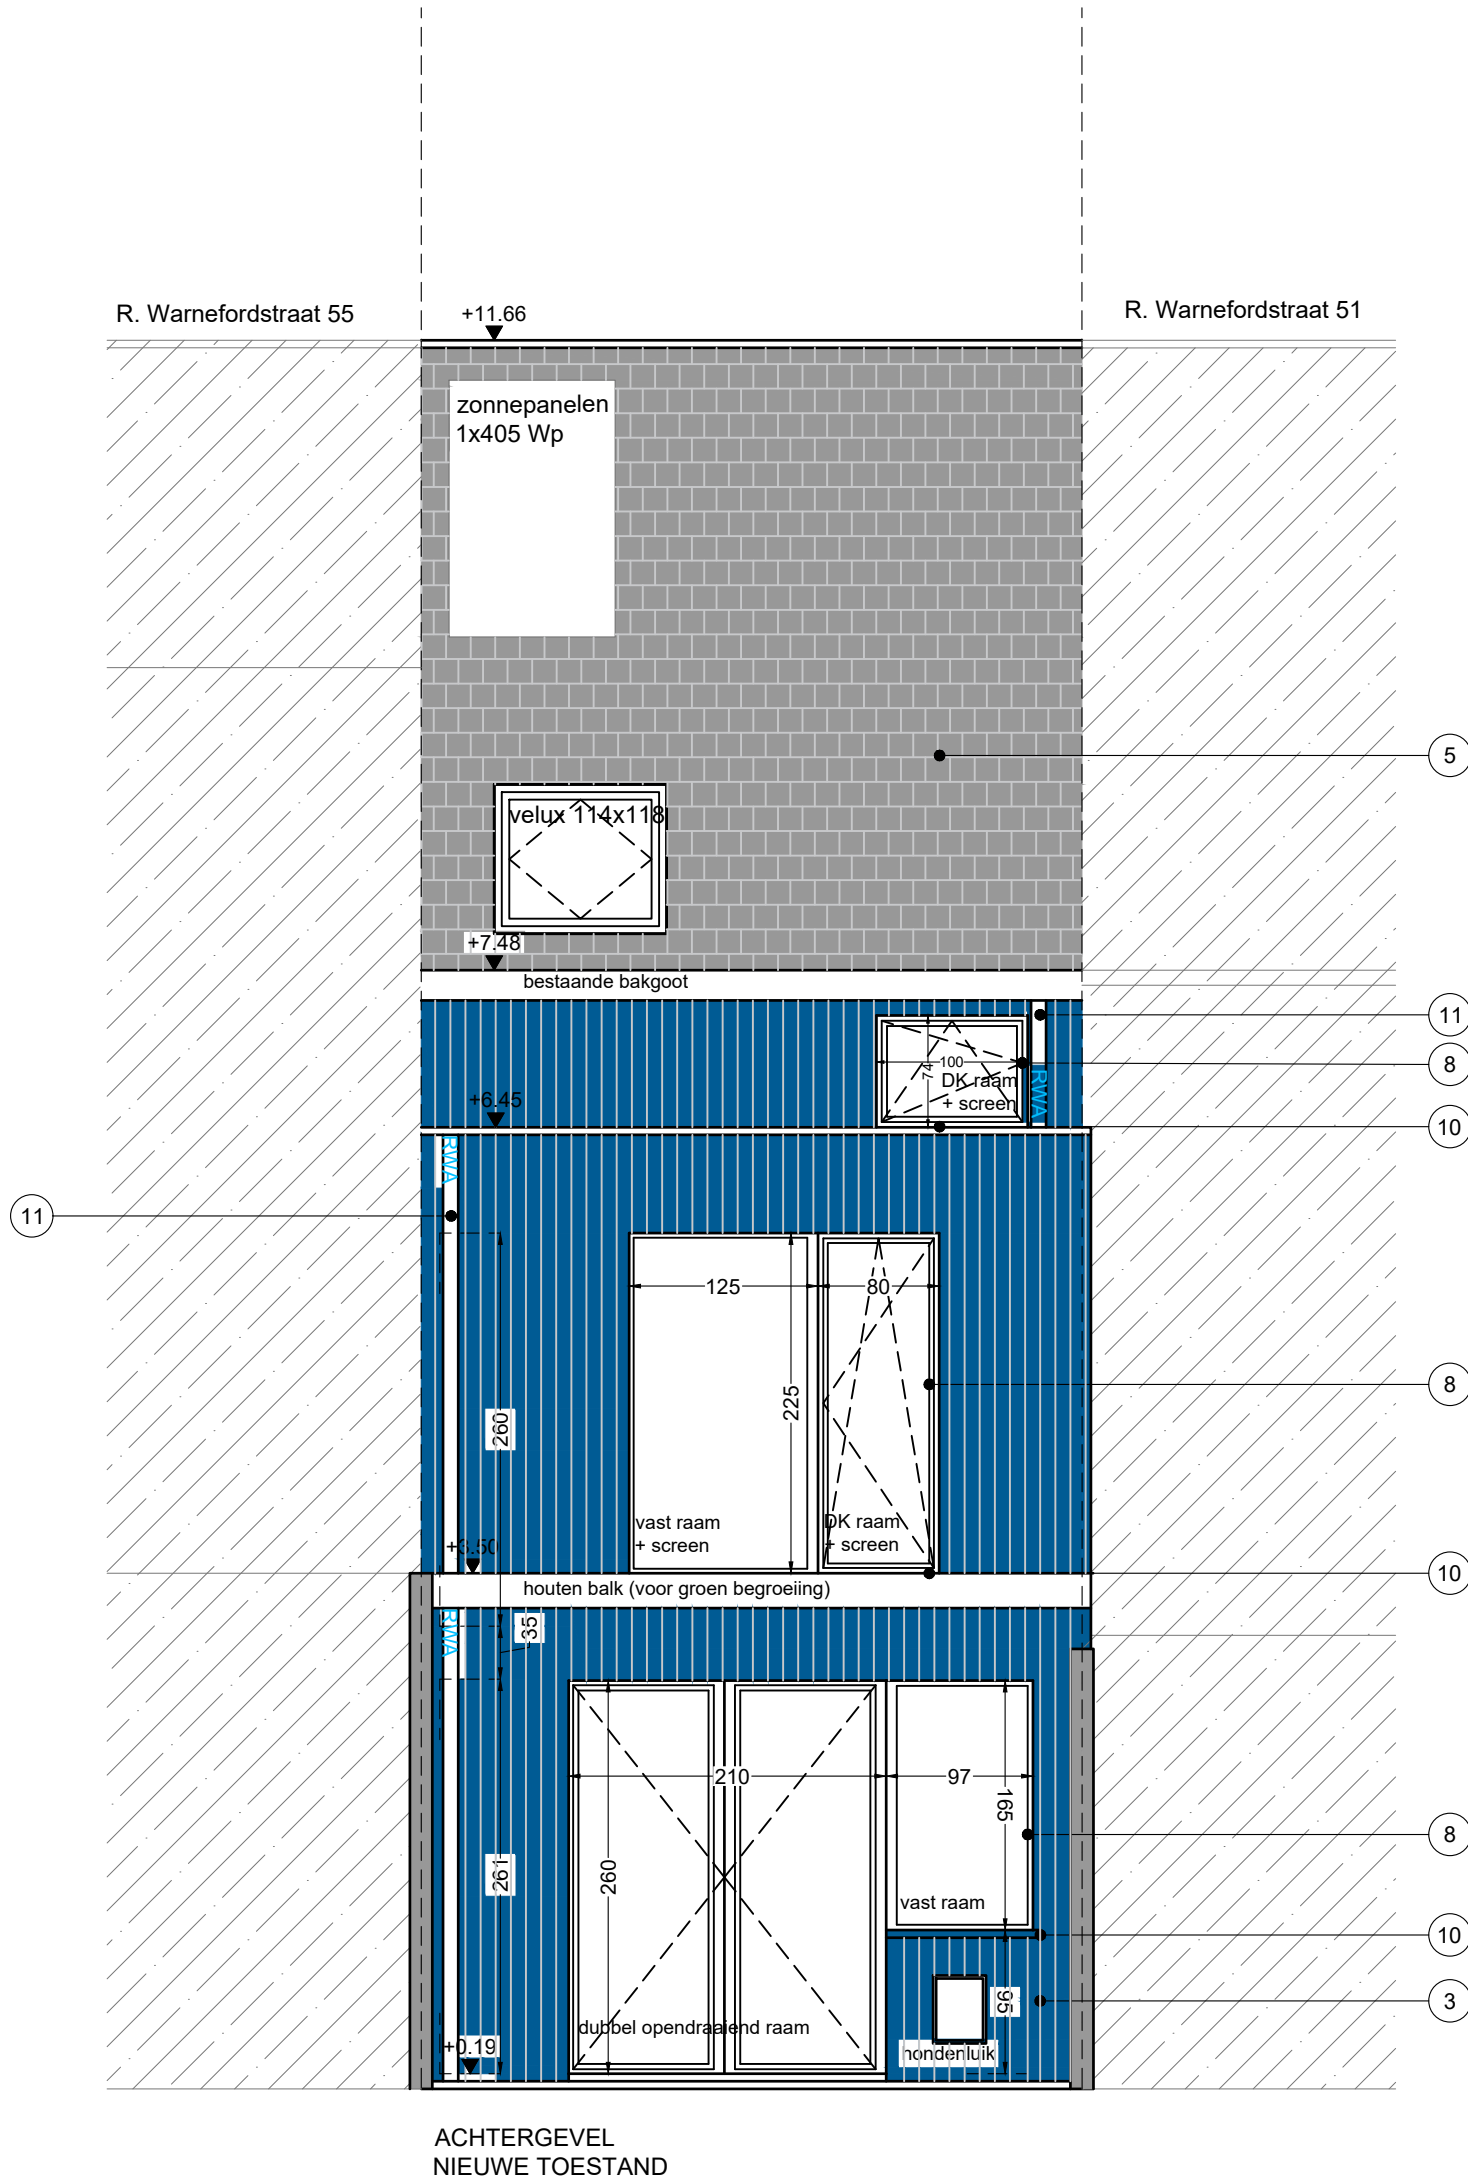 R. Warnefordstraat 55
+11.66
R. Warnefordstraat 51
zonnepanelen
1x405 Wp
5
velux 114x118
+7.48
bestaande bakgoot
11
8
100
74
DK raam
+ screen
RWA
+6.45
10
RWA
11
125
80
225
8
260
vast raam
+ screen
DK raam
+ screen
+3.50
10
houten balk (voor groen begroeiing)
RWA
35
210
97
165
8
260
261
vast raam
10
95
3
dubbel opendraaiend raam
+0.19
hondenluik
ACHTERGEVEL
NIEUWE TOESTAND